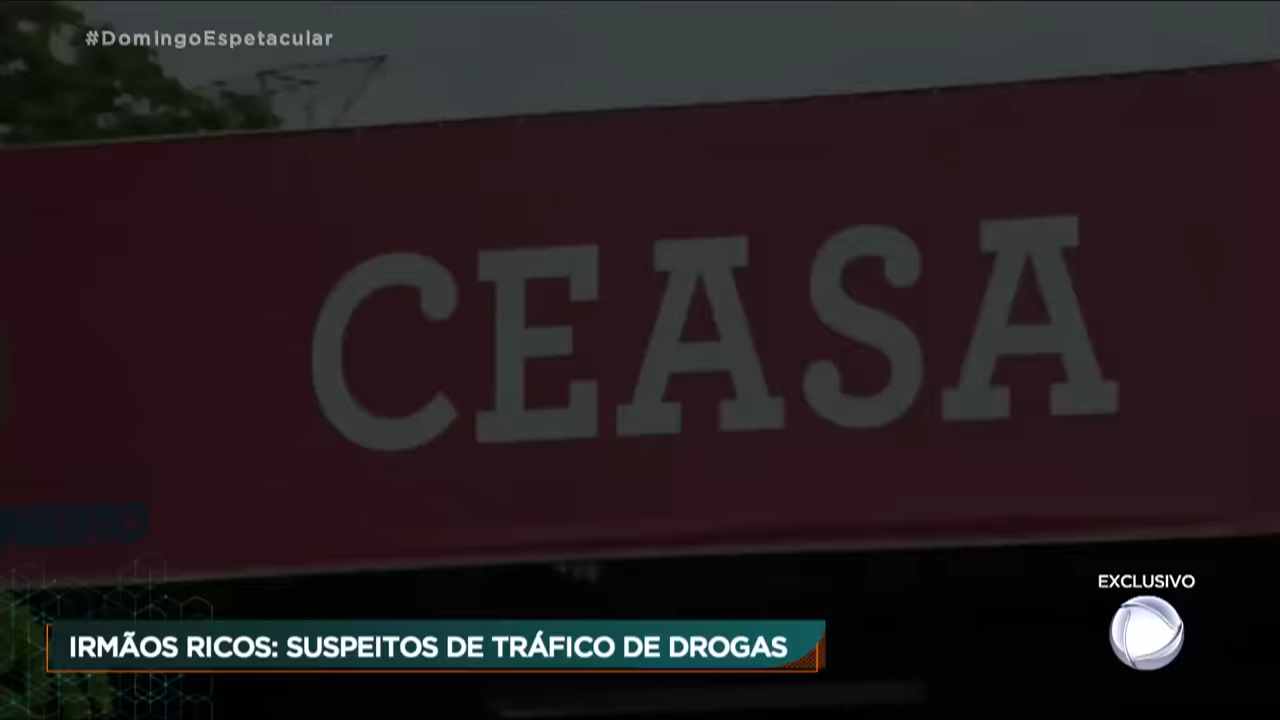 #DomingoEspetacular
CEASA
EXCLUSIVO
IRMÃOS RICOS: SUSPEITOS DE TRÁFICO DE DROGAS